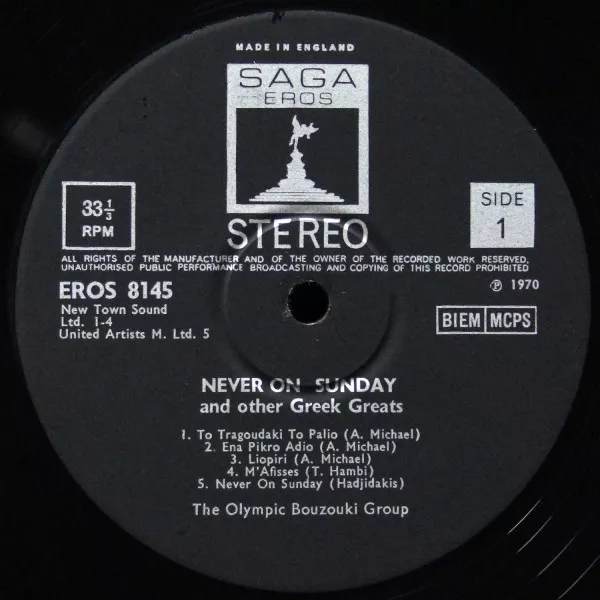 MADE IN ENGLAND
SAGA
EROS
33⅓
RPM
SIDE
1
STEREO
ALL RIGHTS OF THE MANUFACTURER AND OF THE OWNER OF THE RECORDED WORK RESERVED,
UNAUTHORISED PUBLIC PERFORMANCE BROADCASTING AND COPYING OF THIS RECORD PROHIBITED
EROS 8145
℗ 1970
New Town Sound
Ltd. 1-4
United Artists M. Ltd. 5
BIEM MCPS
NEVER ON SUNDAY
and other Greek Greats
1. To Tragoudaki To Palio (A. Michael)
2. Ena Pikro Adio (A. Michael)
3. Liopiri (A. Michael)
4. M'Afisses (T. Hambi)
5. Never On Sunday (Hadjidakis)
The Olympic Bouzouki Group